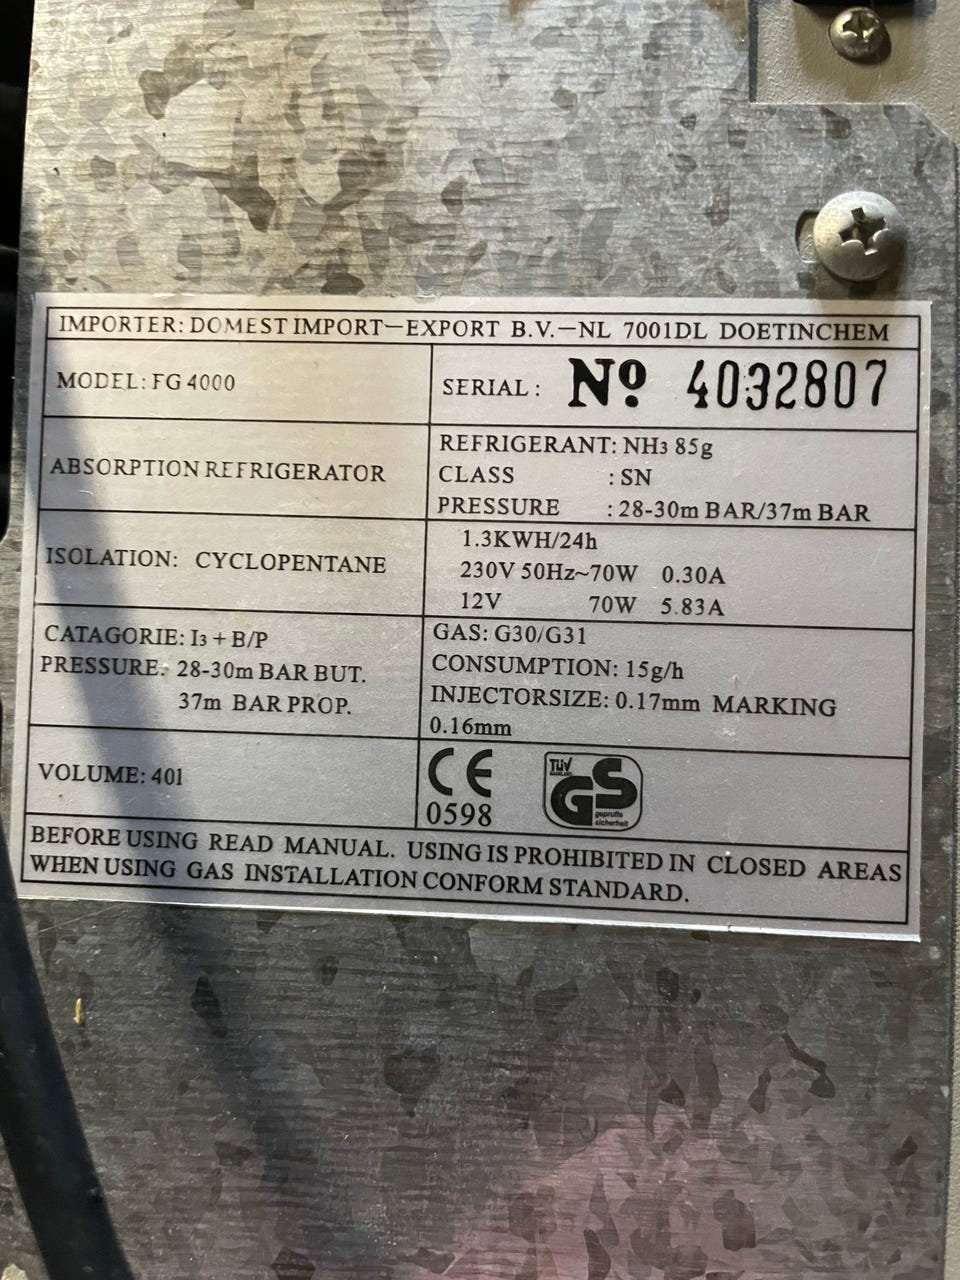 IMPORTER: DOMEST IMPORT-EXPORT B.V.-NL 7001DL DOETINCHEM
MODEL: FG 4000
SERIAL: Nº 4032807
ABSORPTION REFRIGERATOR
REFRIGERANT: NH3 85g
CLASS : SN
PRESSURE : 28-30m BAR/37m BAR
ISOLATION: CYCLOPENTANE
1.3KWH/24h
230V 50Hz~70W 0.30A
12V 70W 5.83A
CATAGORIE: I3 + B/P
PRESSURE: 28-30m BAR BUT.
37m BAR PROP.
GAS: G30/G31
CONSUMPTION: 15g/h
INJECTORSIZE: 0.17mm MARKING
0.16mm
VOLUME: 40l
CE
0598
TÜV
GS
geprüfte
sicherheit
BEFORE USING READ MANUAL. USING IS PROHIBITED IN CLOSED AREAS
WHEN USING GAS INSTALLATION CONFORM STANDARD.